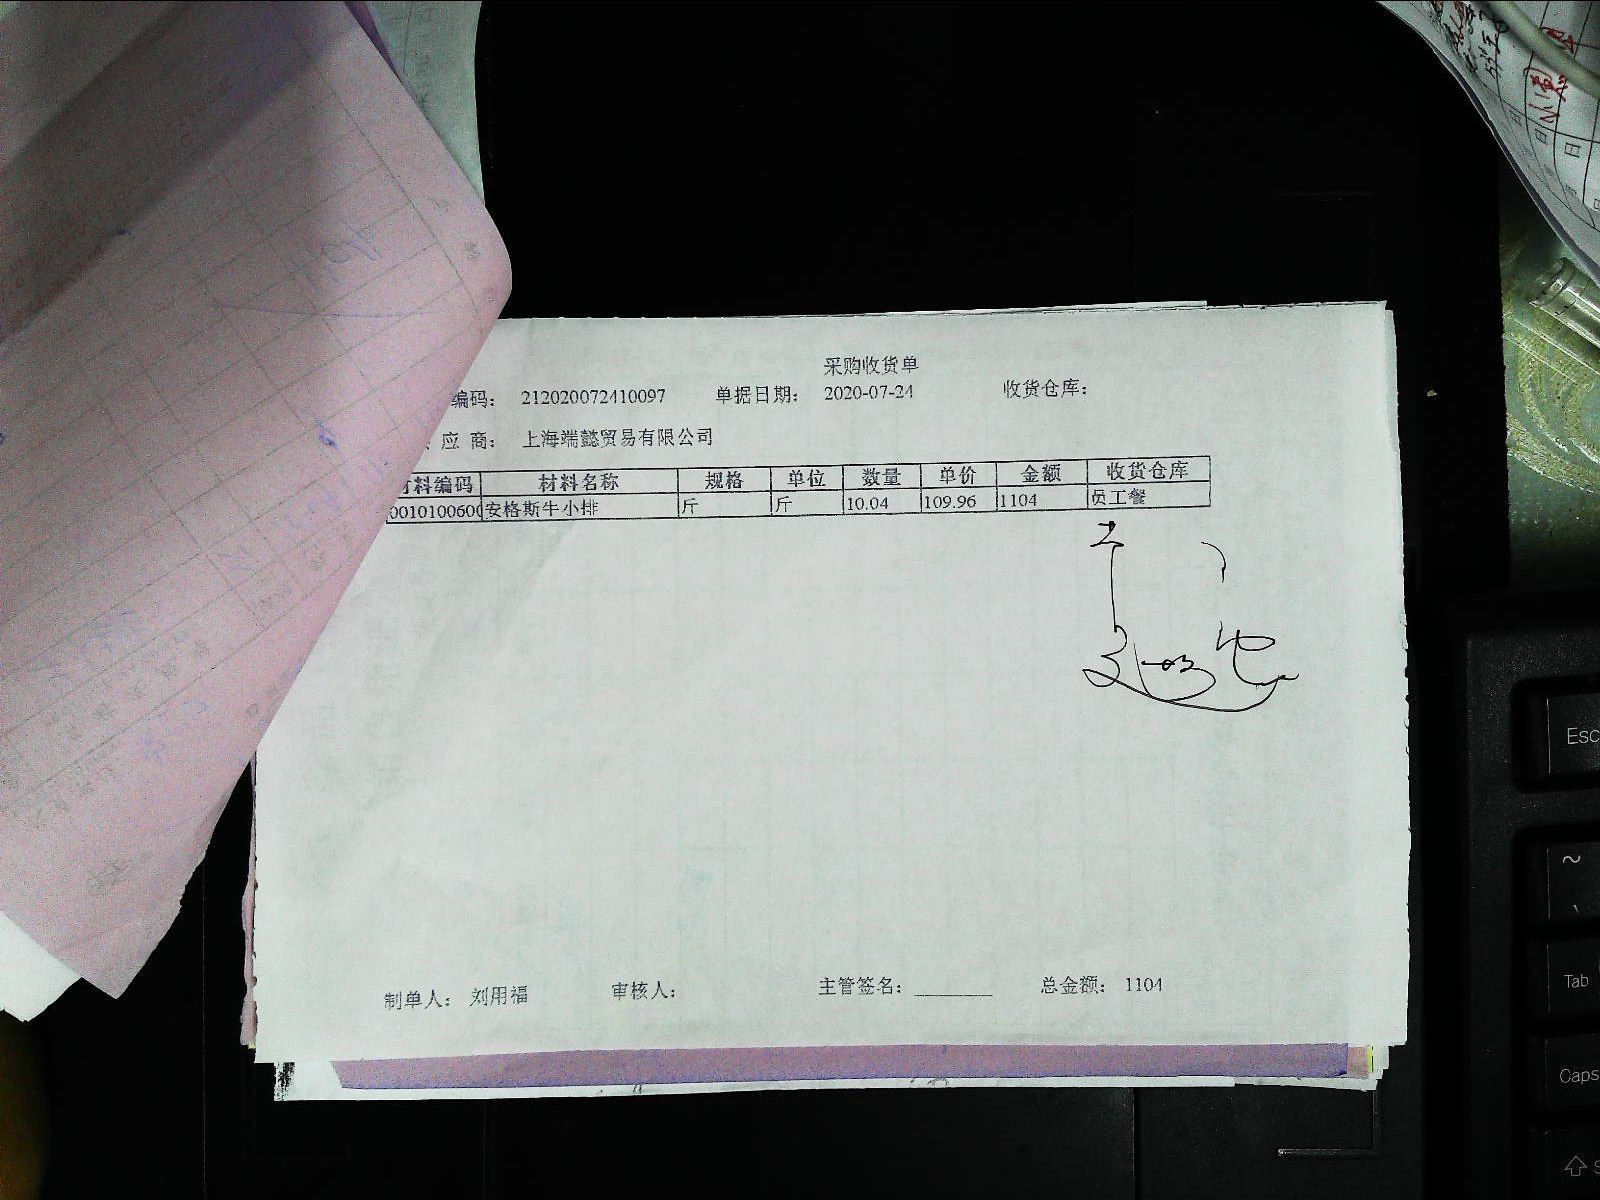 采购收货单
编码： 212020072410097 单据日期： 2020-07-24 收货仓库：
应 商： 上海端懿贸易有限公司
材料编码 材料名称 规格 单位 数量 单价 金额 收货仓库
001010060 安格斯牛小排 斤 斤 10.04 109.96 1104 员工餐
制单人： 刘用福 审核人： 主管签名： 总金额： 1104
Esc
~
Tab
Caps